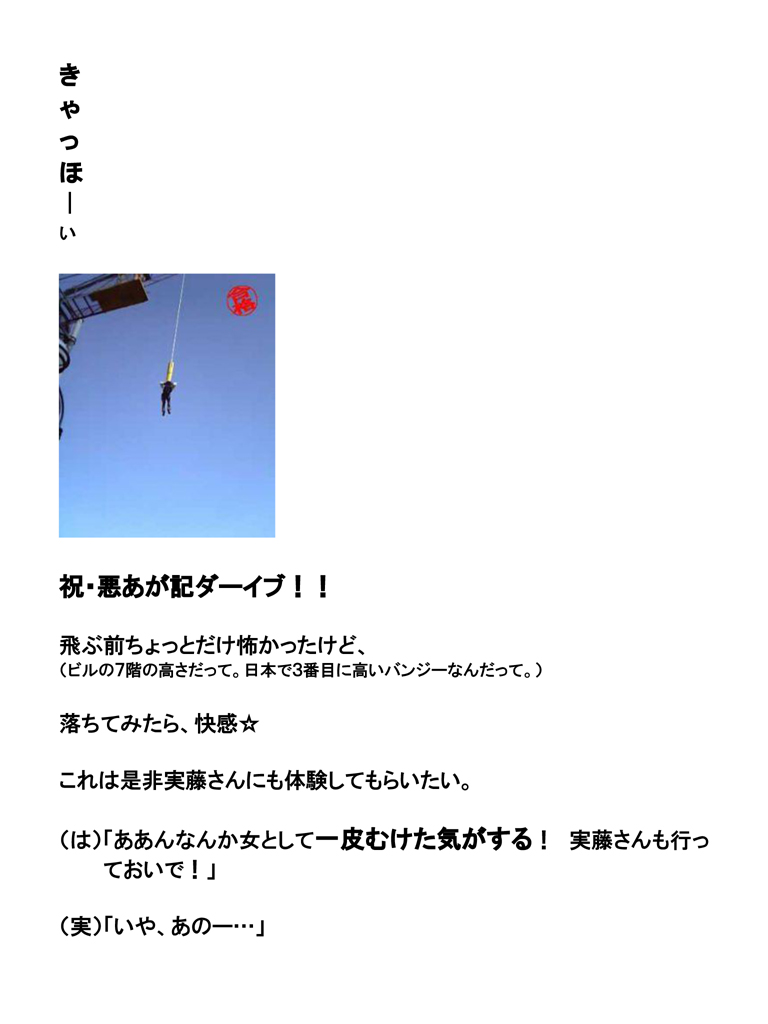 きゃっほーい
合格
祝・悪あが記ダーイブ！！
飛ぶ前ちょっとだけ怖かったけど、
（ビルの7階の高さだって。日本で3番目に高いバンジーなんだって。）
落ちてみたら、快感☆
これは是非実藤さんにも体験してもらいたい。
（は）「ああんなんか女として一皮むけた気がする！　実藤さんも行っ
ておいで！」
（実）「いや、あのー…」